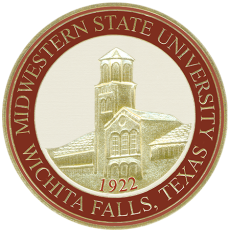 MIDWESTERN STATE UNIVERSITY
WICHITA FALLS, TEXAS
1922